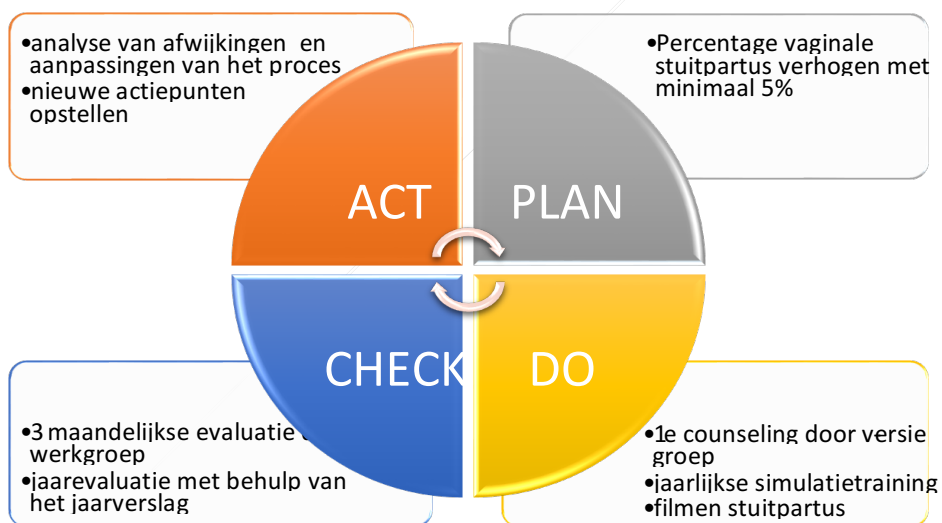 •analyse van afwijkingen en
aanpassingen van het proces
•nieuwe actiepunten
opstellen
•Percentage vaginale
stuitpartus verhogen met
minimaal 5%
ACT
PLAN
CHECK
DO
•3 maandelijkse evaluatie
werkgroep
•jaarevaluatie met behulp van
het jaarverslag
•1e counseling door versie
groep
•jaarlijkse simulatietraining
•filmen stuitpartus